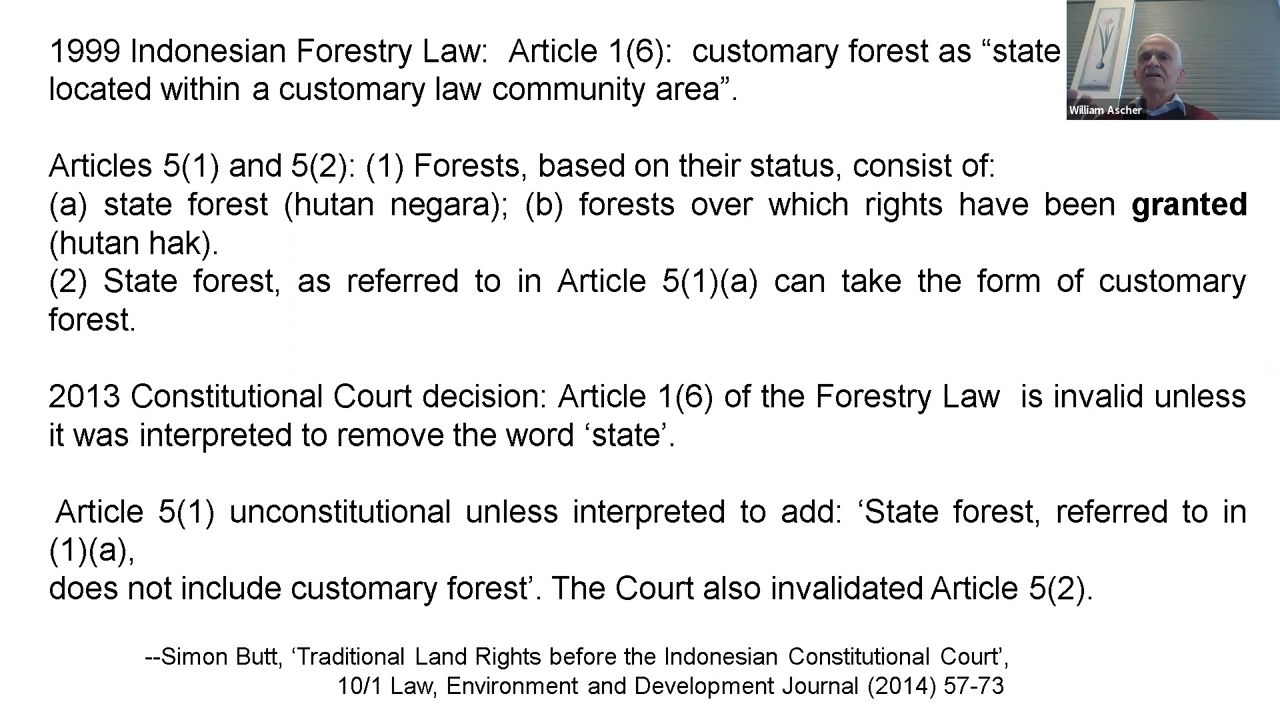 1999 Indonesian Forestry Law: Article 1(6): customary forest as “state
located within a customary law community area”.
William Ascher
Articles 5(1) and 5(2): (1) Forests, based on their status, consist of:
(a) state forest (hutan negara); (b) forests over which rights have been granted
(hutan hak).
(2) State forest, as referred to in Article 5(1)(a) can take the form of customary
forest.
2013 Constitutional Court decision: Article 1(6) of the Forestry Law is invalid unless
it was interpreted to remove the word ‘state’.
Article 5(1) unconstitutional unless interpreted to add: ‘State forest, referred to in
(1)(a),
does not include customary forest’. The Court also invalidated Article 5(2).
--Simon Butt, ‘Traditional Land Rights before the Indonesian Constitutional Court’,
10/1 Law, Environment and Development Journal (2014) 57-73